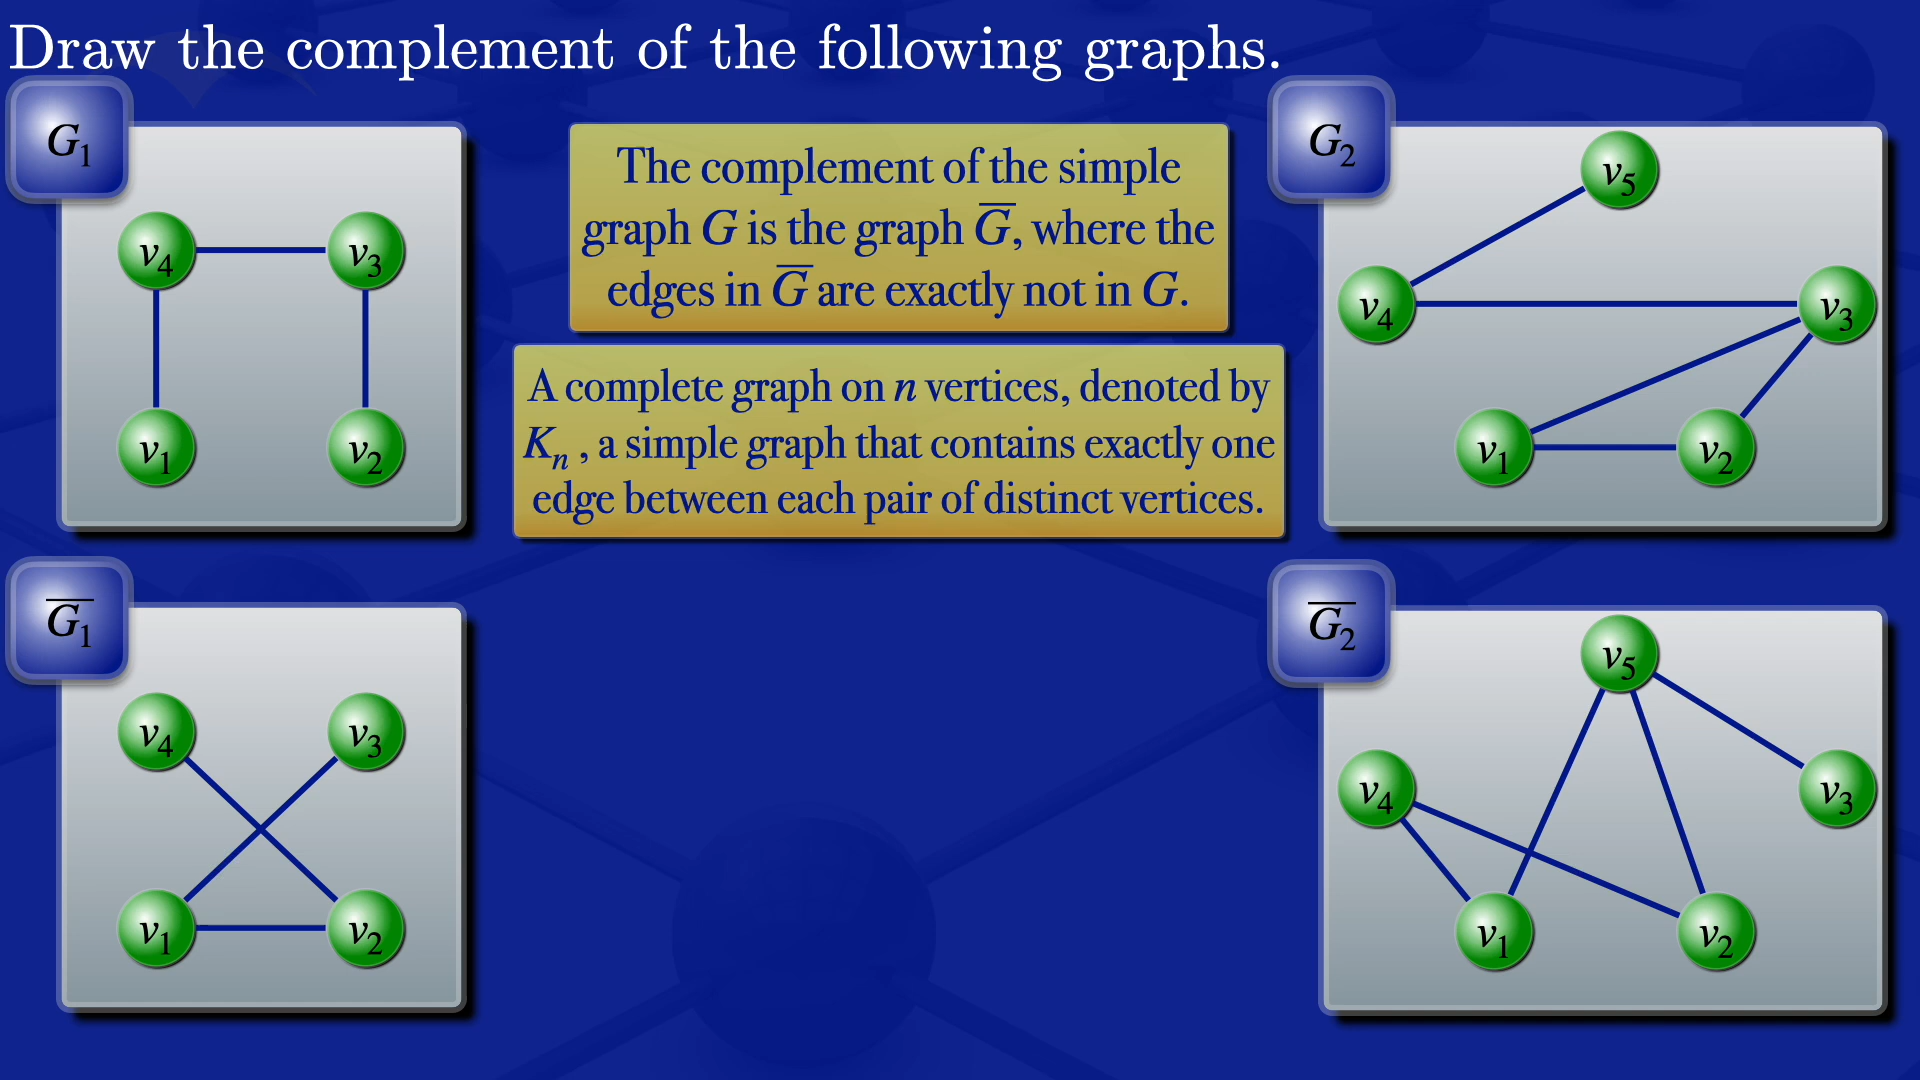 Draw the complement of the following graphs.
G₁
v₄ v₃
v₁ v₂
The complement of the simple
graph G is the graph G̅, where the
edges in G̅ are exactly not in G.
A complete graph on n vertices, denoted by
Kₙ , a simple graph that contains exactly one
edge between each pair of distinct vertices.
G₂
v₅
v₄ v₃
v₁ v₂
G̅₁
v₄ v₃
v₁ v₂
G̅₂
v₅
v₄ v₃
v₁ v₂